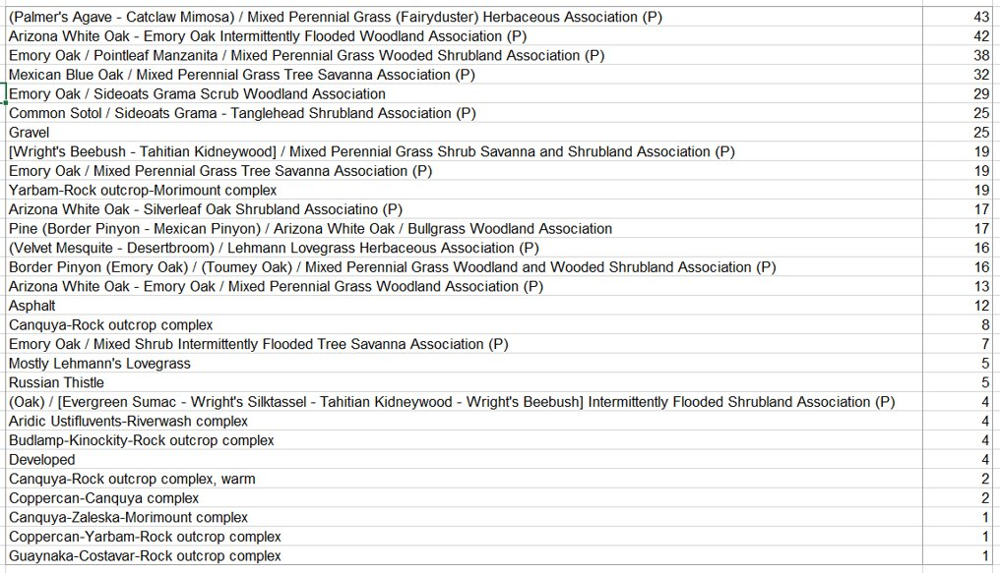 (Palmer's Agave - Catclaw Mimosa) / Mixed Perennial Grass (Fairyduster) Herbaceous Association (P) 43
Arizona White Oak - Emory Oak Intermittently Flooded Woodland Association (P) 42
Emory Oak / Pointleaf Manzanita / Mixed Perennial Grass Wooded Shrubland Association (P) 38
Mexican Blue Oak / Mixed Perennial Grass Tree Savanna Association (P) 32
Emory Oak / Sideoats Grama Scrub Woodland Association 29
Common Sotol / Sideoats Grama - Tanglehead Shrubland Association (P) 25
Gravel 25
[Wright's Beebush - Tahitian Kidneywood] / Mixed Perennial Grass Shrub Savanna and Shrubland Association (P) 19
Emory Oak / Mixed Perennial Grass Tree Savanna Association (P) 19
Yarbam-Rock outcrop-Morimount complex 19
Arizona White Oak - Silverleaf Oak Shrubland Associatino (P) 17
Pine (Border Pinyon - Mexican Pinyon) / Arizona White Oak / Bullgrass Woodland Association 17
(Velvet Mesquite - Desertbroom) / Lehmann Lovegrass Herbaceous Association (P) 16
Border Pinyon (Emory Oak) / (Toumey Oak) / Mixed Perennial Grass Woodland and Wooded Shrubland Association (P) 16
Arizona White Oak - Emory Oak / Mixed Perennial Grass Woodland Association (P) 13
Asphalt 12
Canquya-Rock outcrop complex 8
Emory Oak / Mixed Shrub Intermittently Flooded Tree Savanna Association (P) 7
Mostly Lehmann's Lovegrass 5
Russian Thistle 5
(Oak) / [Evergreen Sumac - Wright's Silktassel - Tahitian Kidneywood - Wright's Beebush] Intermittently Flooded Shrubland Association (P) 4
Aridic Ustifluvents-Riverwash complex 4
Budlamp-Kinockity-Rock outcrop complex 4
Developed 4
Canquya-Rock outcrop complex, warm 2
Coppercan-Canquya complex 2
Canquya-Zaleska-Morimount complex 1
Coppercan-Yarbam-Rock outcrop complex 1
Guaynaka-Costavar-Rock outcrop complex 1